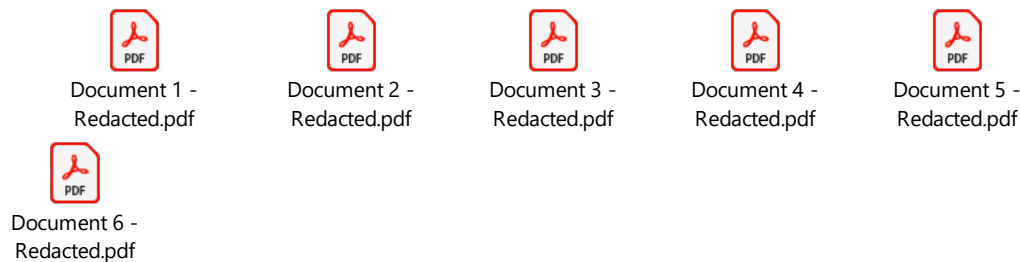 PDF PDF PDF PDF PDF
Document 1 - Document 2 - Document 3 - Document 4 - Document 5 -
Redacted.pdf Redacted.pdf Redacted.pdf Redacted.pdf Redacted.pdf
PDF
Document 6 -
Redacted.pdf